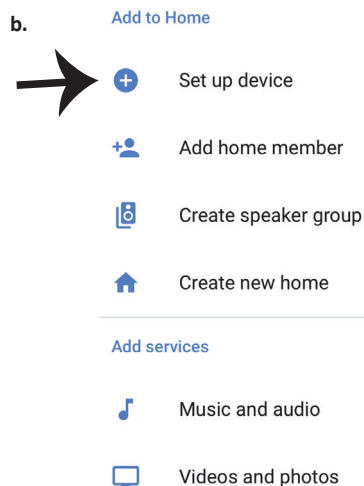 Add to Home
b.
Set up device
Add home member
Create speaker group
Create new home
Add services
Music and audio
Videos and photos